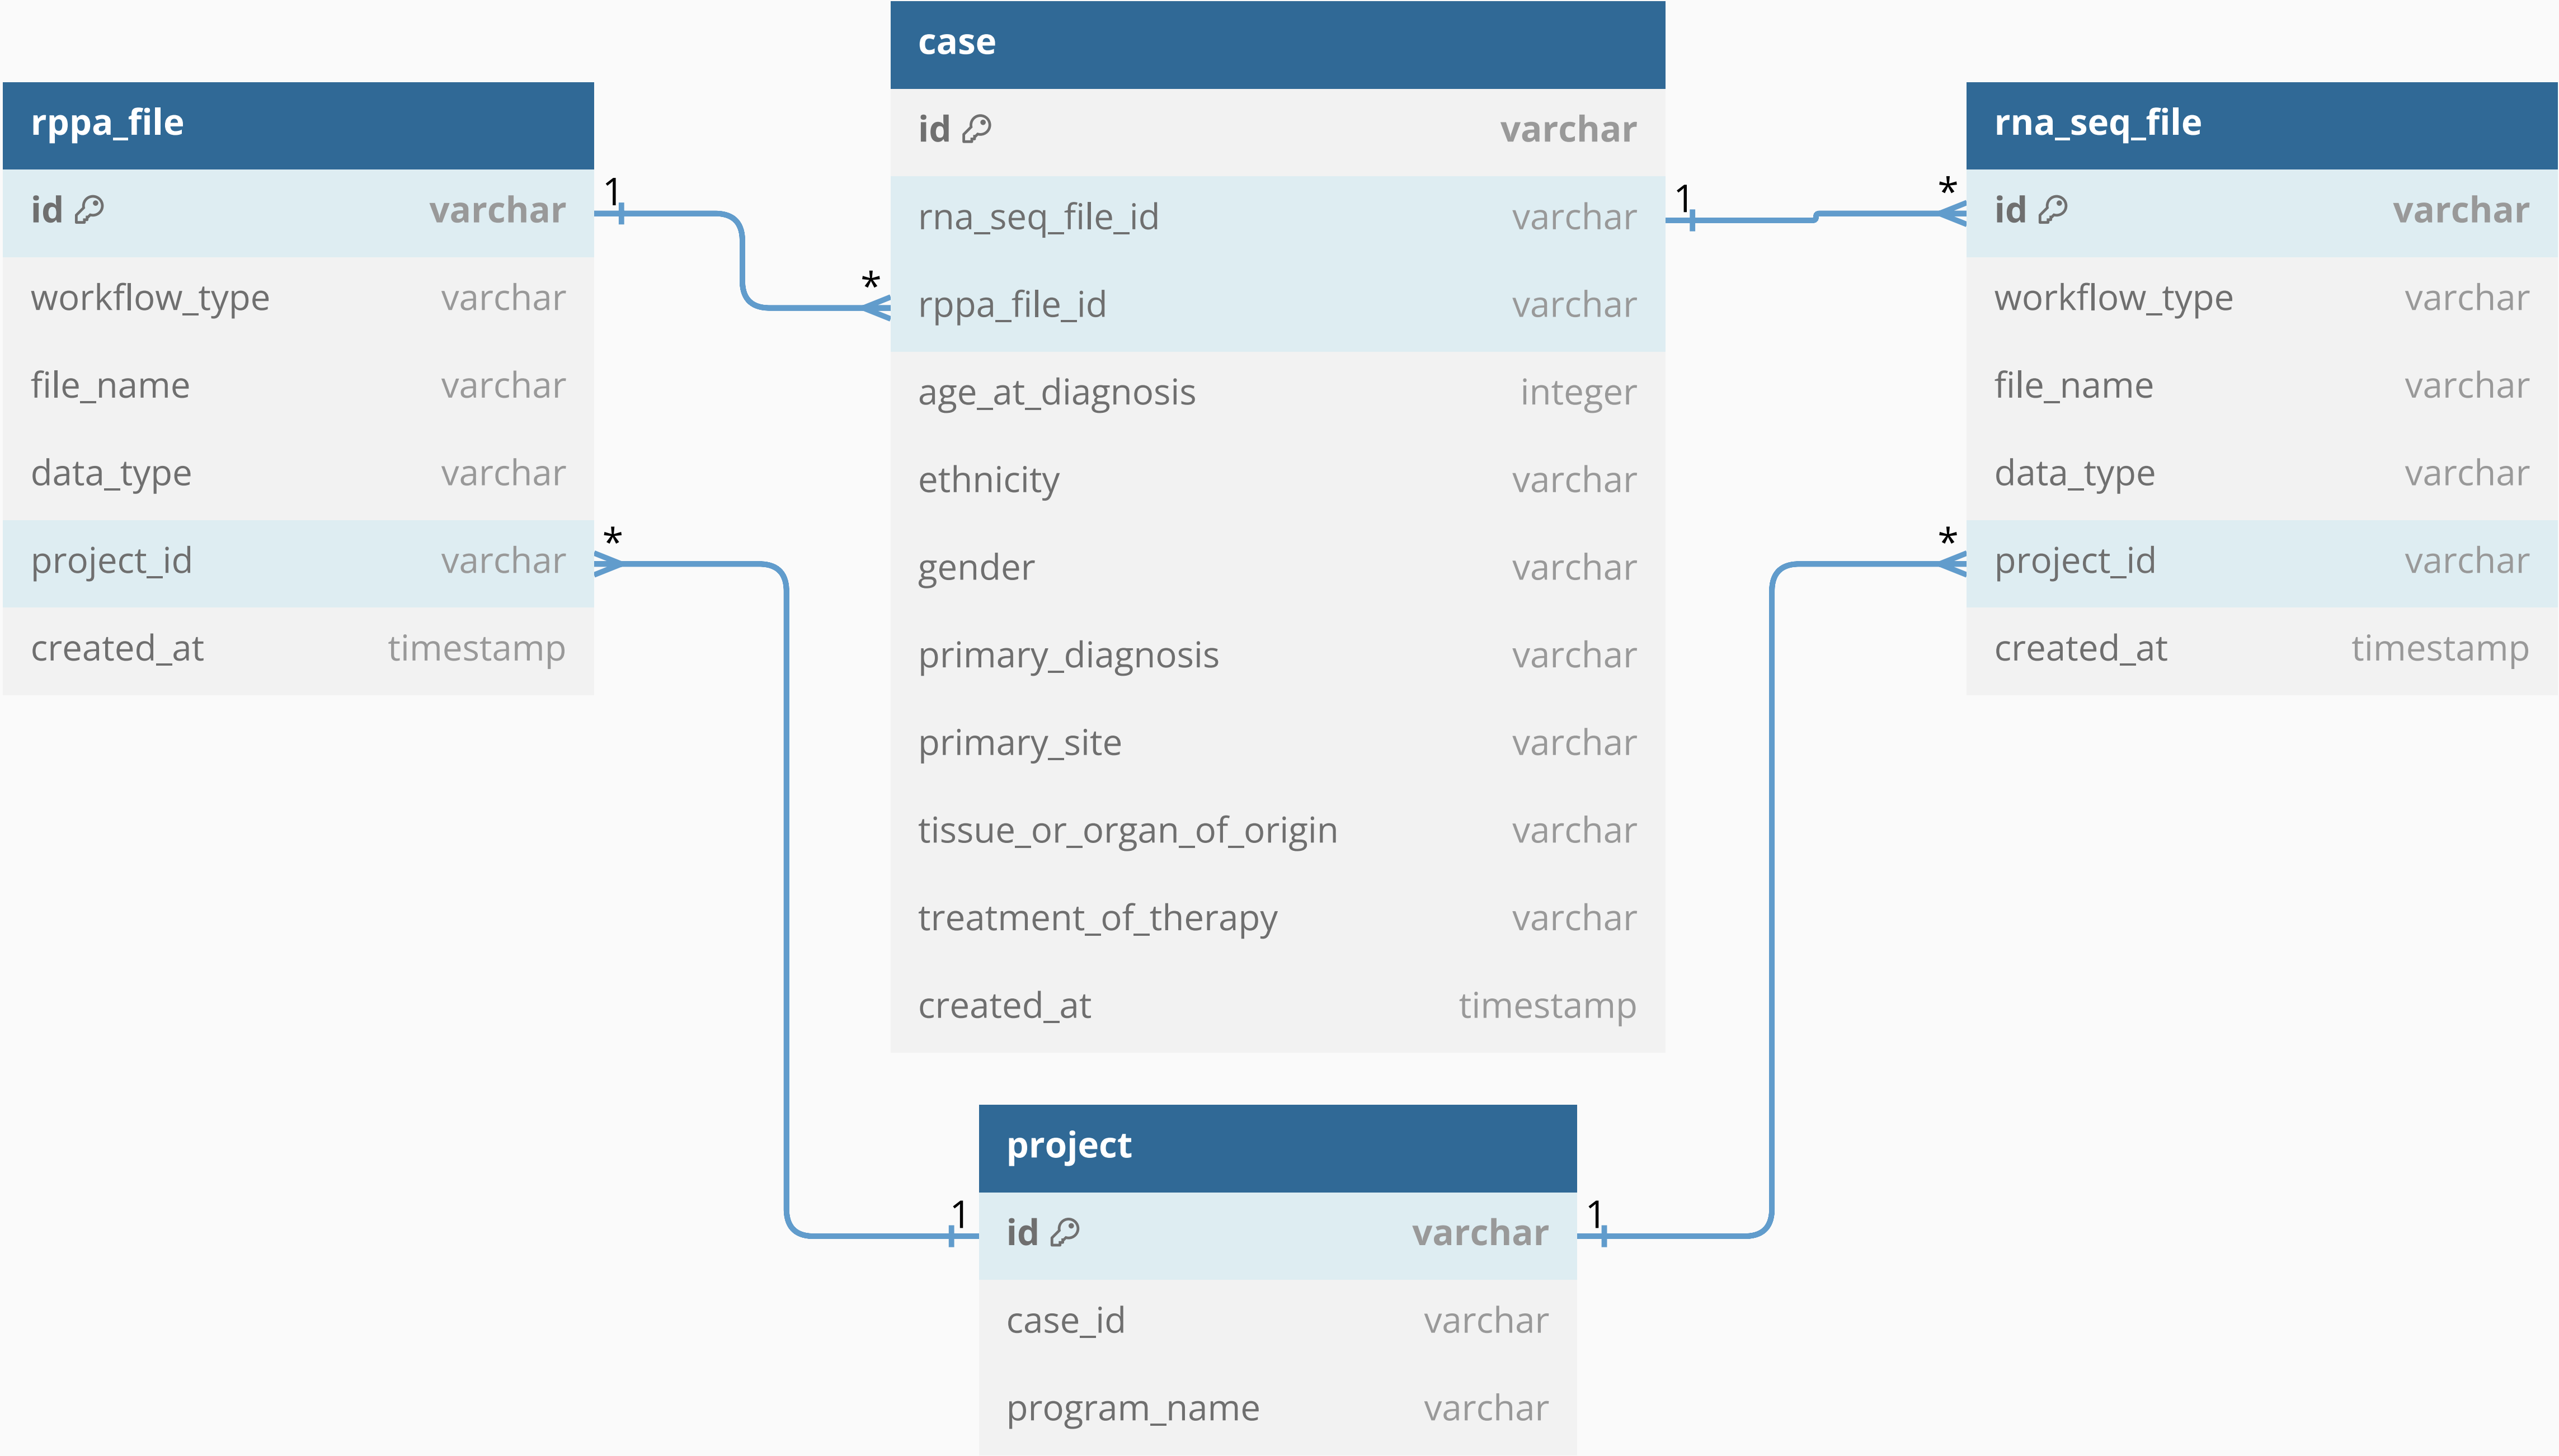 rppa_file
id varchar
workflow_type varchar
file_name varchar
data_type varchar
project_id varchar
created_at timestamp
1
*
*
case
id varchar
rna_seq_file_id varchar
rppa_file_id varchar
age_at_diagnosis integer
ethnicity varchar
gender varchar
primary_diagnosis varchar
primary_site varchar
tissue_or_organ_of_origin varchar
treatment_of_therapy varchar
created_at timestamp
1
*
*
rna_seq_file
id varchar
workflow_type varchar
file_name varchar
data_type varchar
project_id varchar
created_at timestamp
project
1
1
id varchar
case_id varchar
program_name varchar